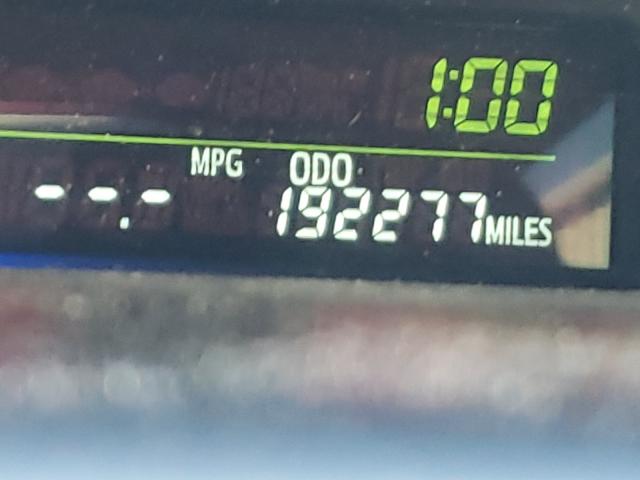 1:00
MPG ODO
--.- 192277 MILES